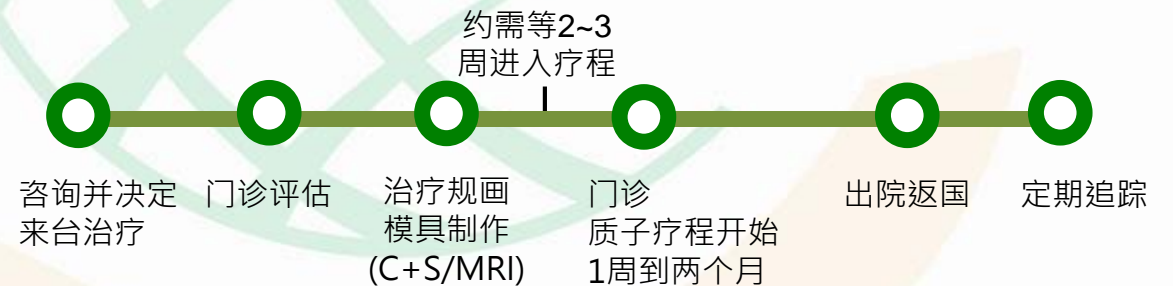 约需等2~3
周进入疗程
咨询并决定
来台治疗
门诊评估
治疗规画
模具制作
(C+S/MRI)
门诊
质子疗程开始
1周到两个月
出院返国
定期追踪